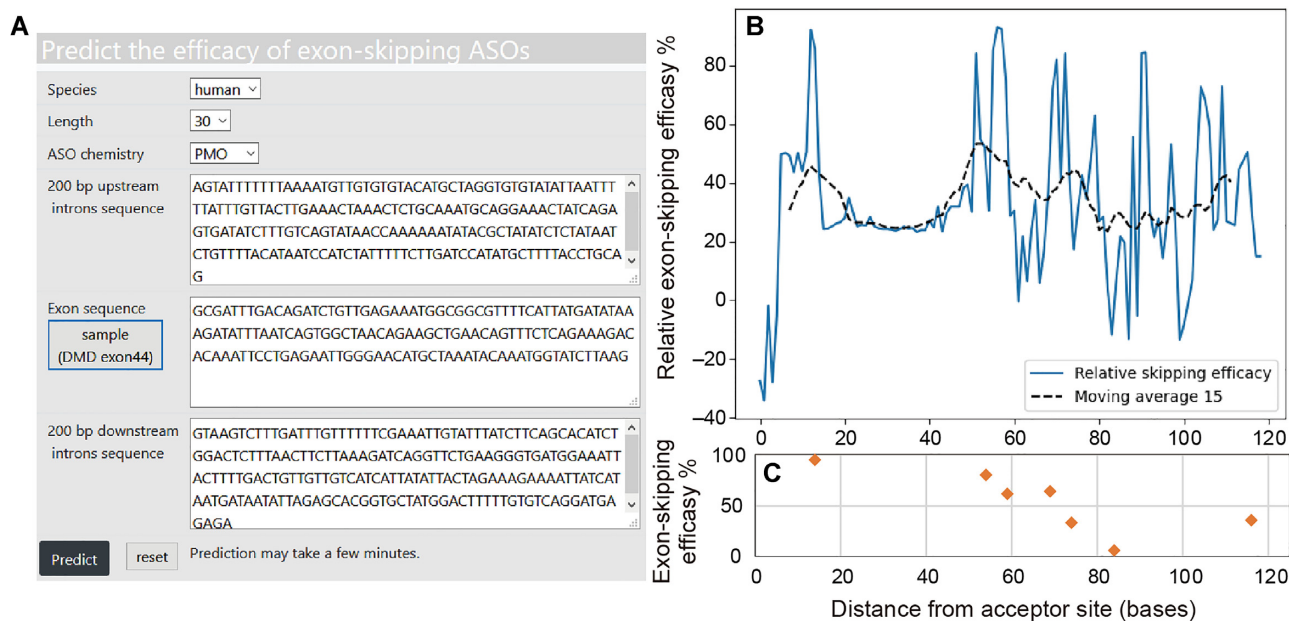 A
Predict the efficacy of exon-skipping ASOs
Species
human
Length
30
ASO chemistry
PMO
200 bp upstream
introns sequence
AGTATTTTTTTAAAATGTTGTGTGTACATGCTAGGTGTGTATATTAATTT
TTATTTGTTACTTGAAACTAAACTCTGCAAATGCAGGAAACTATCAGA
GTGATATCTTTGTCAGTATAACCAAAAAATATACGCTATATCTCTATAAT
CTGTTTTACATAATCCATCTATTTTTCTTGATCCATATGCTTTTACCTGCA
G
Exon sequence
sample
(DMD exon44)
GCGATTTGACAGATCTGTTGAGAAATGGCGGCGTTTTCATTATGATATAA
AGATATTTAATCAGTGGCTAACAGAAGCTGAACAGTTTCTCAGAAAGAC
ACAAATTCCTGAGAATTGGGAACATGCTAAATACAAATGGTATCTTAAG
200 bp downstream
introns sequence
GTAAGTCTTTGATTTGTTTTTTCGAAATTGTATTTATCTTCAGCACATCT
GGACTCTTTAACTTCTTAAAGATCAGGTTCTGAAGGGTGATGGAAATT
ACTTTTGACTGTTGTTGTCATCATTATATTACTAGAAAGAAAATTATCAT
AATGATAATATTAGAGCACGGTGCTATGGACTTTTTGTGTCAGGATGA
GAGA
Predict
reset
Prediction may take a few minutes.
B
Relative exon-skipping efficasy %
80
60
40
20
0
−20
−40
Relative skipping efficacy
Moving average 15
0 20 40 60 80 100 120
C
Exon-skipping
efficasy %
100
50
0
0 20 40 60 80 100 120
Distance from acceptor site (bases)